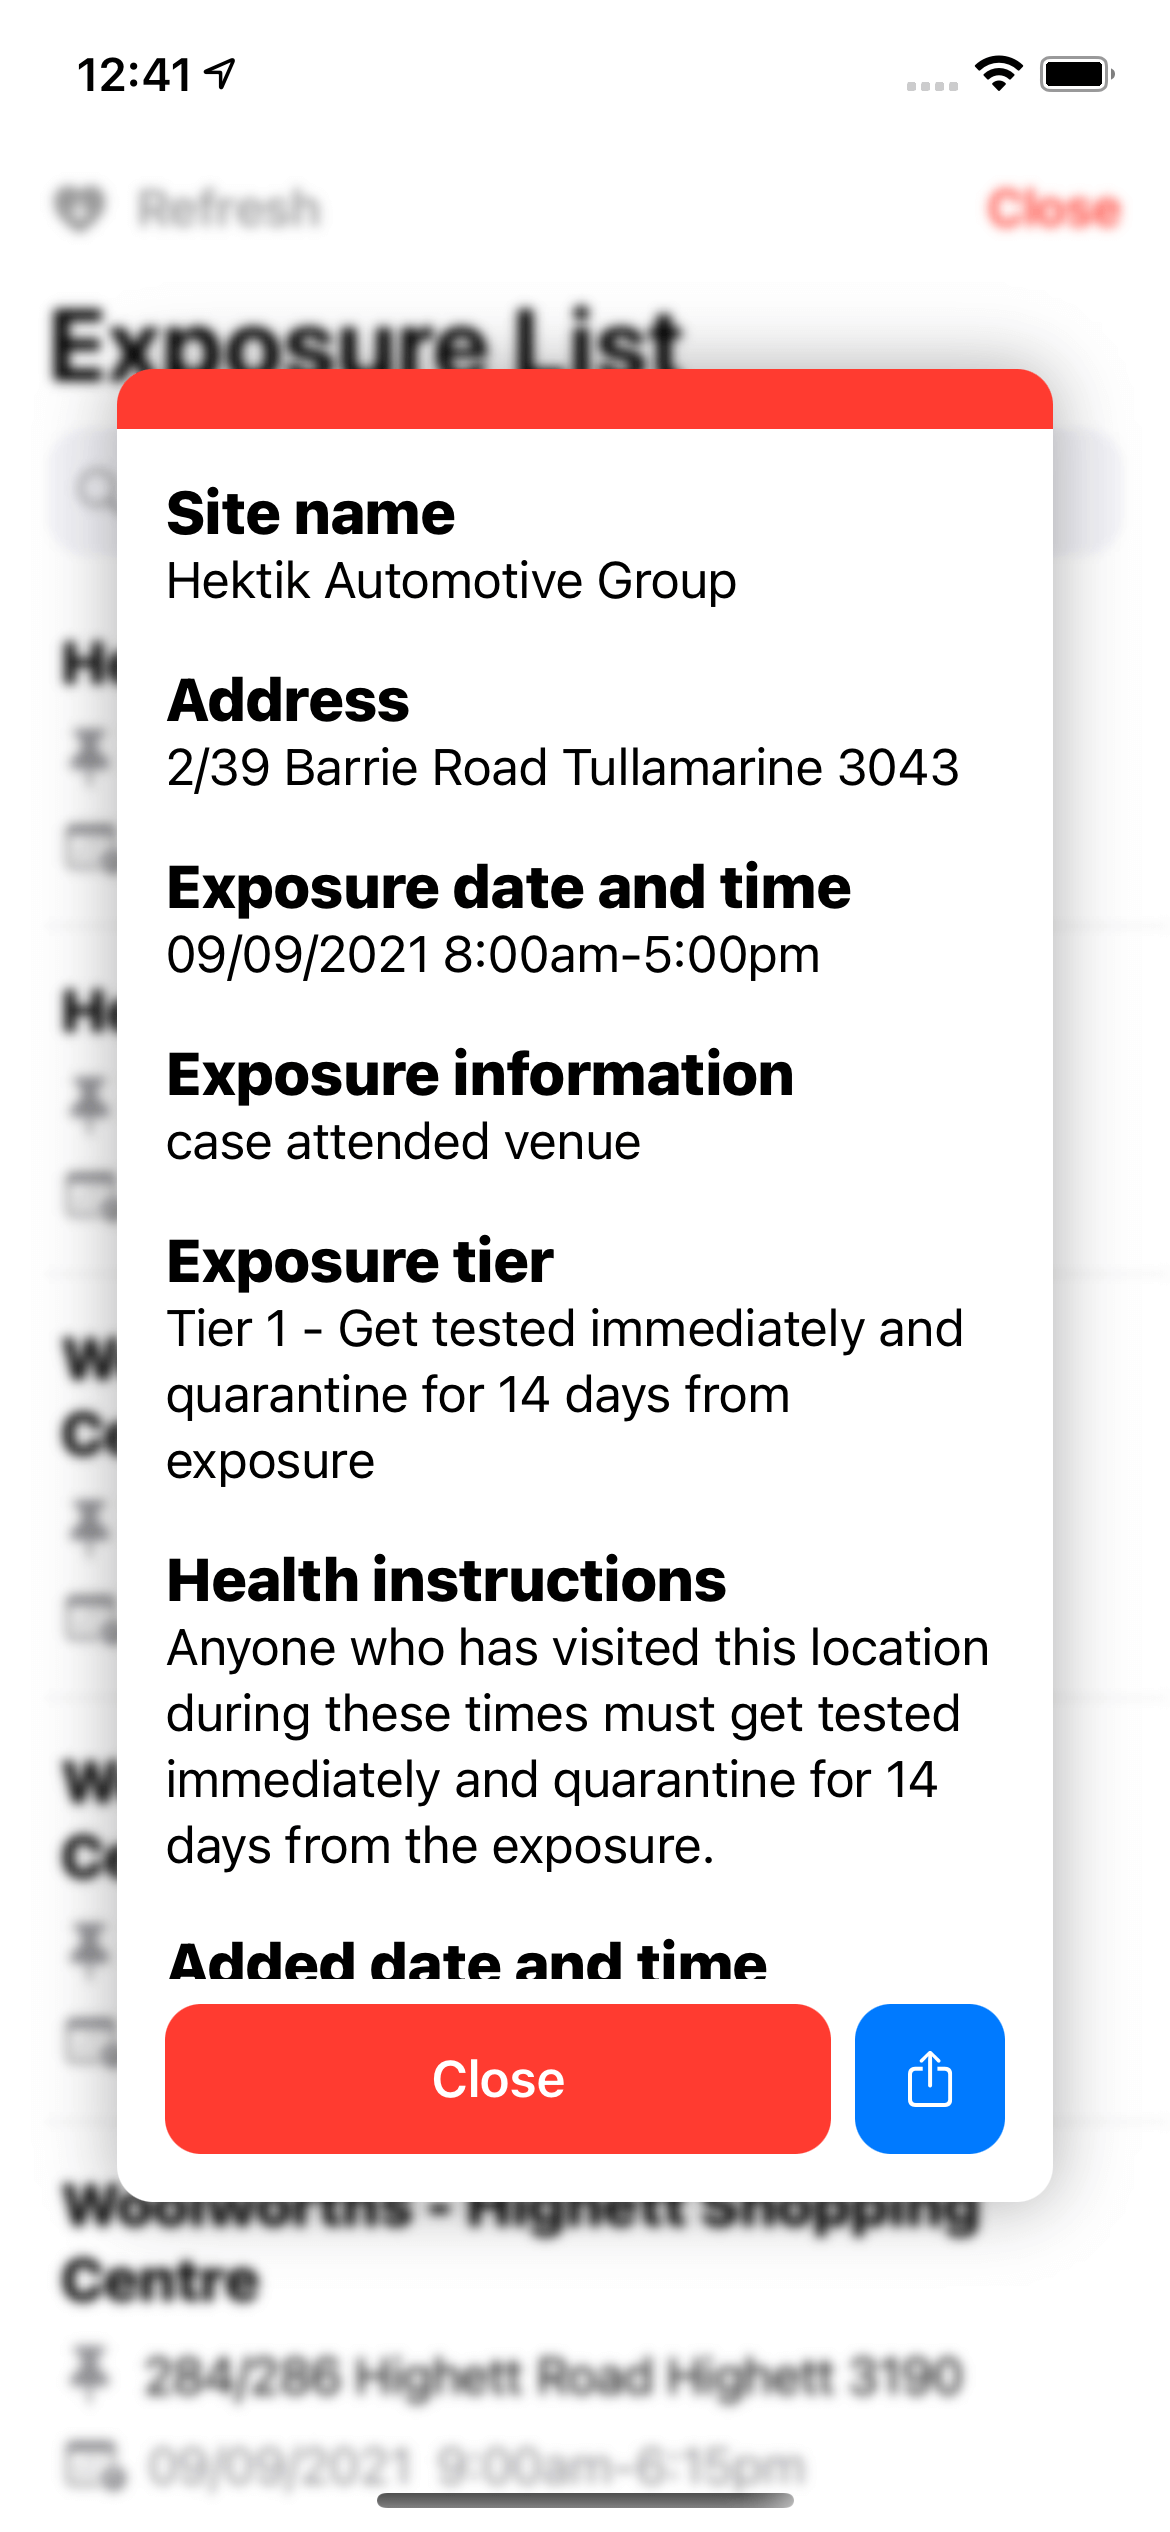 12:41
Refresh
Close
Exposure List
Site name
Hektik Automotive Group
Address
2/39 Barrie Road Tullamarine 3043
Exposure date and time
09/09/2021 8:00am-5:00pm
Exposure information
case attended venue
Exposure tier
Tier 1 - Get tested immediately and
quarantine for 14 days from
exposure
Health instructions
Anyone who has visited this location
during these times must get tested
immediately and quarantine for 14
days from the exposure.
Added date and time
Close
Woolworths - Highett Shopping
Centre
284/286 Highett Road Highett 3190
09/09/2021 9:00am-6:15pm